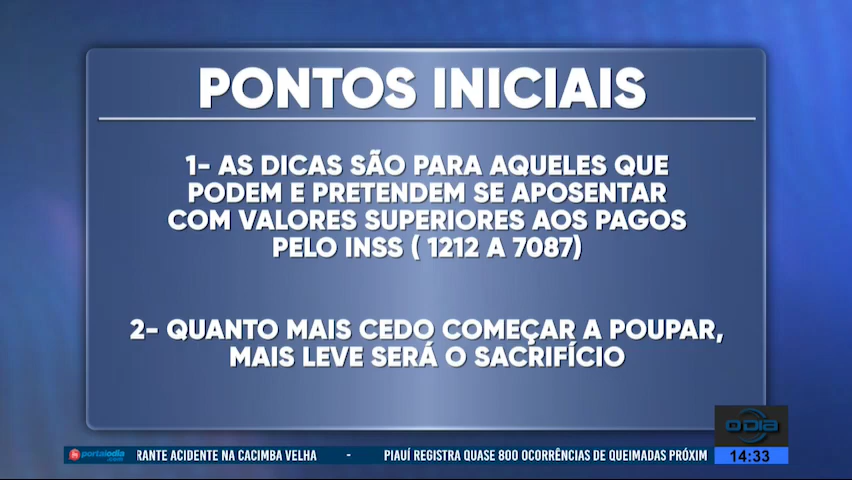 PONTOS INICIAIS
1- AS DICAS SÃO PARA AQUELES QUE
PODEM E PRETENDEM SE APOSENTAR
COM VALORES SUPERIORES AOS PAGOS
PELO INSS ( 1212 A 7087)
2- QUANTO MAIS CEDO COMEÇAR A POUPAR,
MAIS LEVE SERÁ O SACRIFÍCIO
O DIA
portalodia.com RANTE ACIDENTE NA CACIMBA VELHA - PIAUÍ REGISTRA QUASE 800 OCORRÊNCIAS DE QUEIMADAS PRÓXIM 14:33